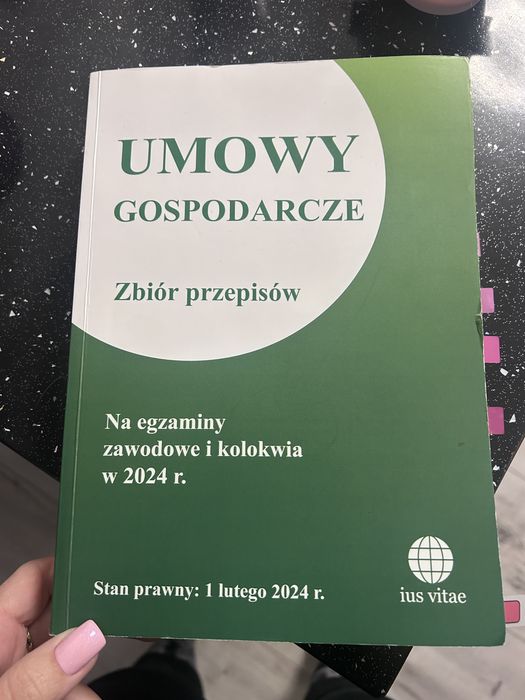 UMOWY
GOSPODARCZE
Zbiór przepisów
Na egzaminy
zawodowe i kolokwia
w 2024 r.
Stan prawny: 1 lutego 2024 r.
ius vitae